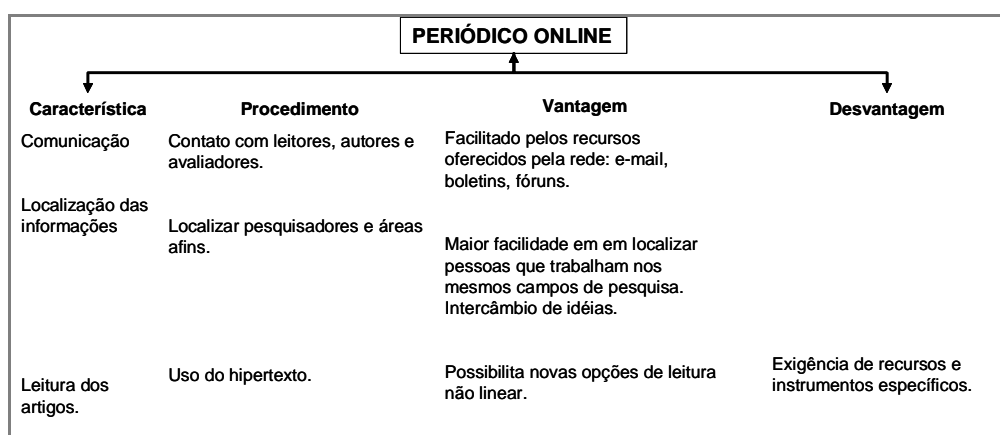 PERIÓDICO ONLINE
Característica
Procedimento
Vantagem
Desvantagem
Comunicação
Contato com leitores, autores e
avaliadores.
Facilitado pelos recursos
oferecidos pela rede: e-mail,
boletins, fóruns.
Localização das
informações
Localizar pesquisadores e áreas
afins.
Maior facilidade em em localizar
pessoas que trabalham nos
mesmos campos de pesquisa.
Intercâmbio de idéias.
Leitura dos
artigos.
Uso do hipertexto.
Possibilita novas opções de leitura
não linear.
Exigência de recursos e
instrumentos específicos.